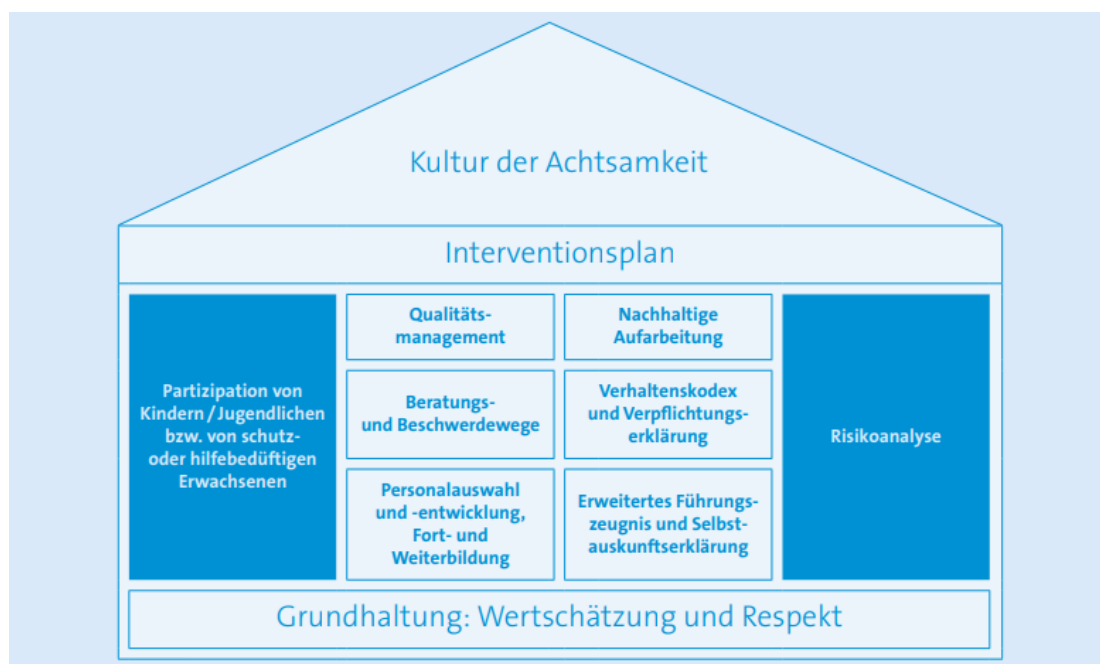 Kultur der Achtsamkeit
Interventionsplan
Partizipation von
Kindern / Jugendlichen
bzw. von schutz-
oder hilfebedüftigen
Erwachsenen
Qualitäts-
management
Nachhaltige
Aufarbeitung
Beratungs-
und Beschwerdewege
Verhaltenskodex
und Verpflichtungs-
erklärung
Personalauswahl
und -entwicklung,
Fort- und
Weiterbildung
Erweitertes Führungs-
zeugnis und Selbst-
auskunftserklärung
Risikoanalyse
Grundhaltung: Wertschätzung und Respekt